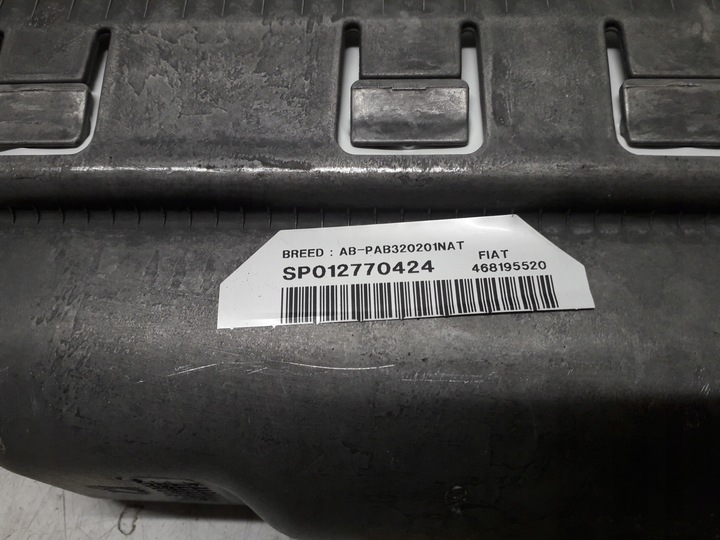 BREED : AB-PAB320201NAT
FIAT
SP012770424
468195520